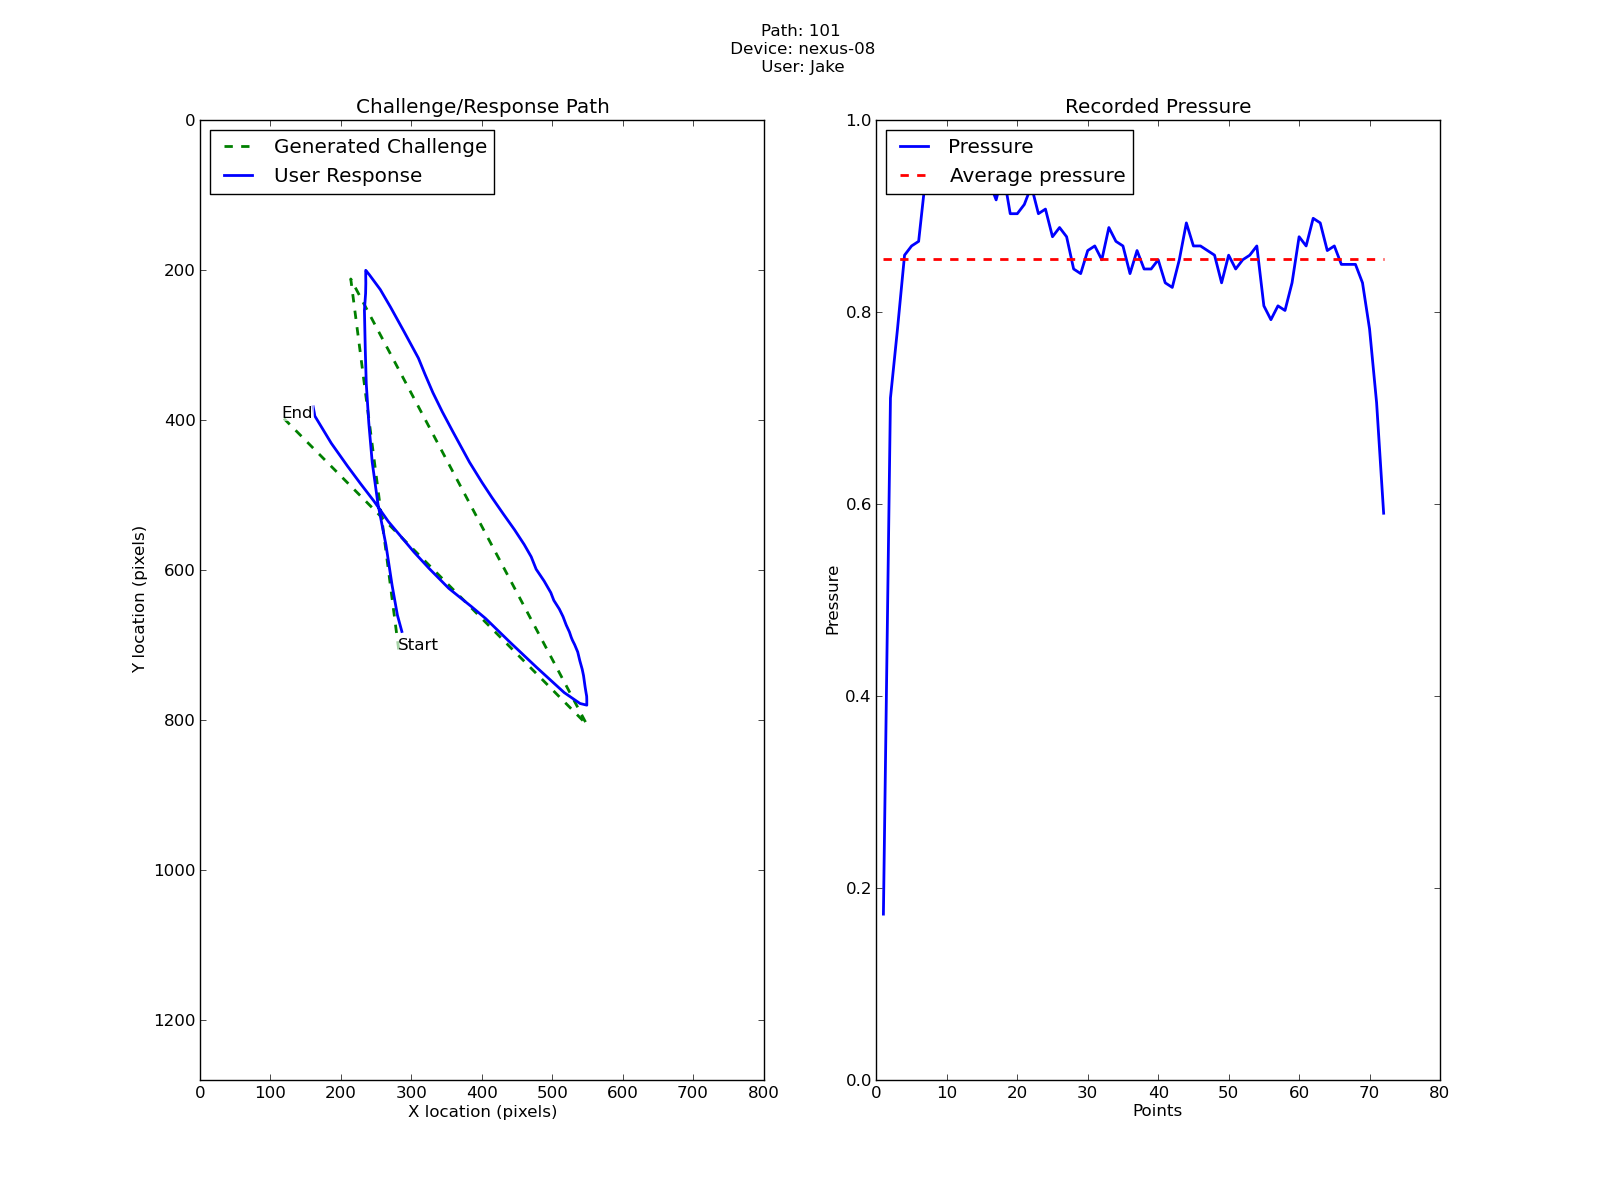 Path: 101
Device: nexus-08
User: Jake
Challenge/Response Path
Generated Challenge
User Response
0
200
400
600
800
1000
1200
Y location (pixels)
End
Start
0 100 200 300 400 500 600 700 800
X location (pixels)
Recorded Pressure
Pressure
Average pressure
1.0
0.8
0.6
0.4
0.2
0.0
Pressure
0 10 20 30 40 50 60 70 80
Points